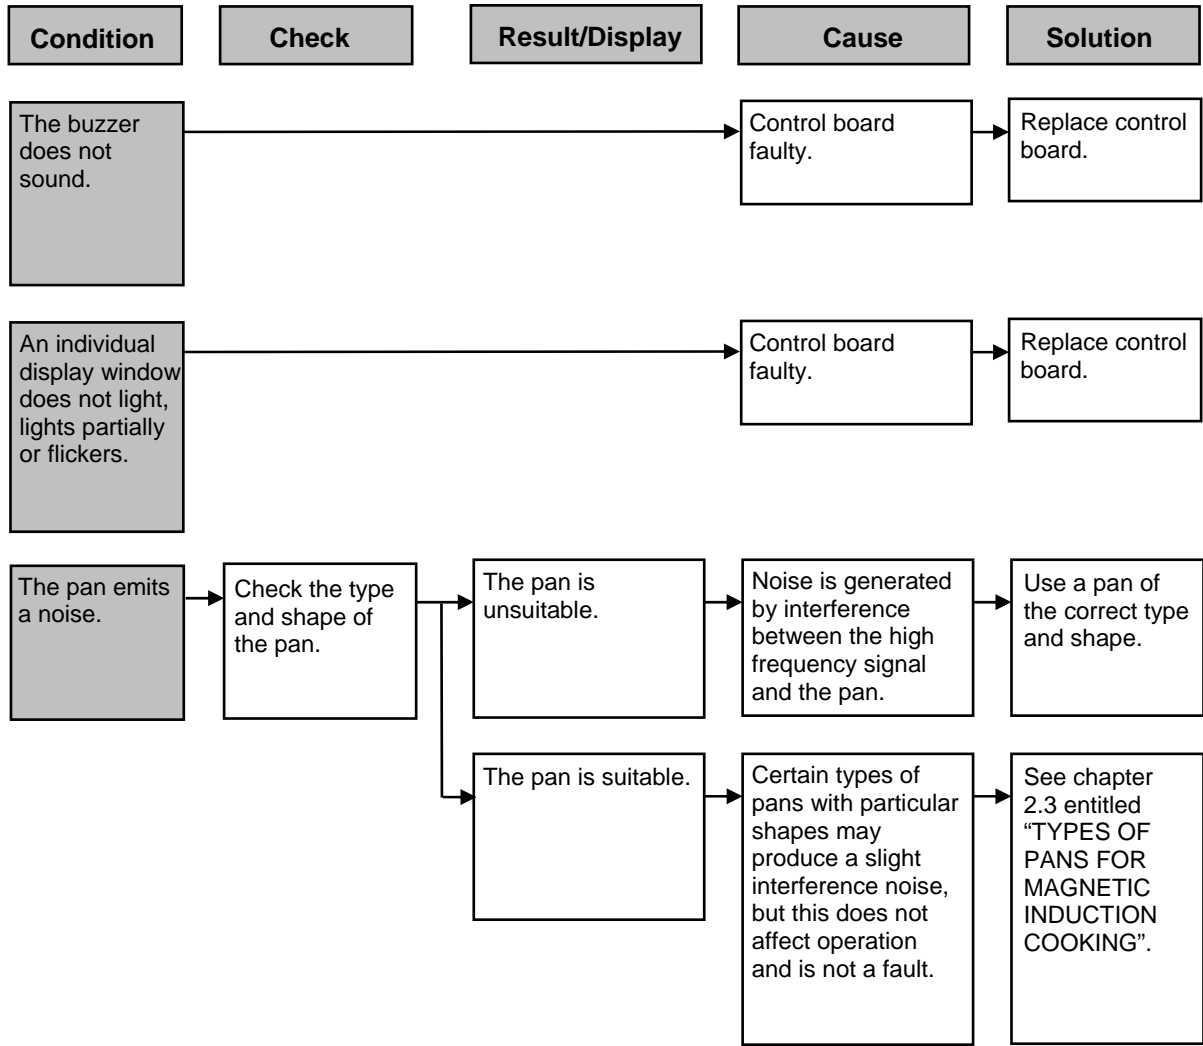 Condition
Check
Result/Display
Cause
Solution
The buzzer
does not
sound.
Control board
faulty.
Replace control
board.
An individual
display window
does not light,
lights partially
or flickers.
Control board
faulty.
Replace control
board.
The pan emits
a noise.
Check the type
and shape of
the pan.
The pan is
unsuitable.
Noise is generated
by interference
between the high
frequency signal
and the pan.
Use a pan of
the correct type
and shape.
The pan is suitable.
Certain types of
pans with particular
shapes may
produce a slight
interference noise,
but this does not
affect operation
and is not a fault.
See chapter
2.3 entitled
“TYPES OF
PANS FOR
MAGNETIC
INDUCTION
COOKING”.